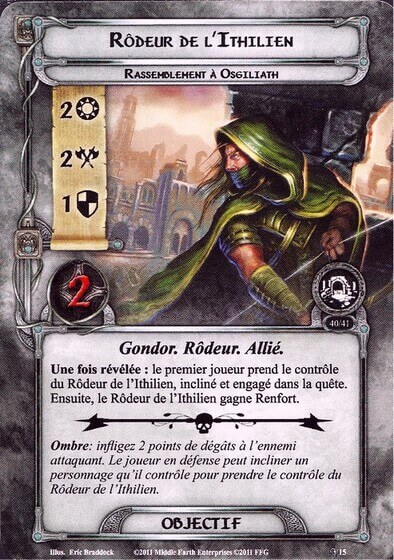 RÔDEUR DE L'ITHILIEN
RASSEMBLEMENT À OSGILIATH
2
2
1
2
40/41
Gondor. Rôdeur. Allié.
Une fois révélée : le premier joueur prend le contrôle
du Rôdeur de l'Ithilien, incliné et engagé dans la quête.
Ensuite, le Rôdeur de l'Ithilien gagne Renfort.
Ombre: infligez 2 points de dégâts à l'ennemi
attaquant. Le joueur en défense peut incliner un
personnage qu'il contrôle pour prendre le contrôle du
Rôdeur de l'Ithilien.
OBJECTIF
Illus. Eric Braddock ©2011 Middle Earth Enterprises ©2011 FFG 15